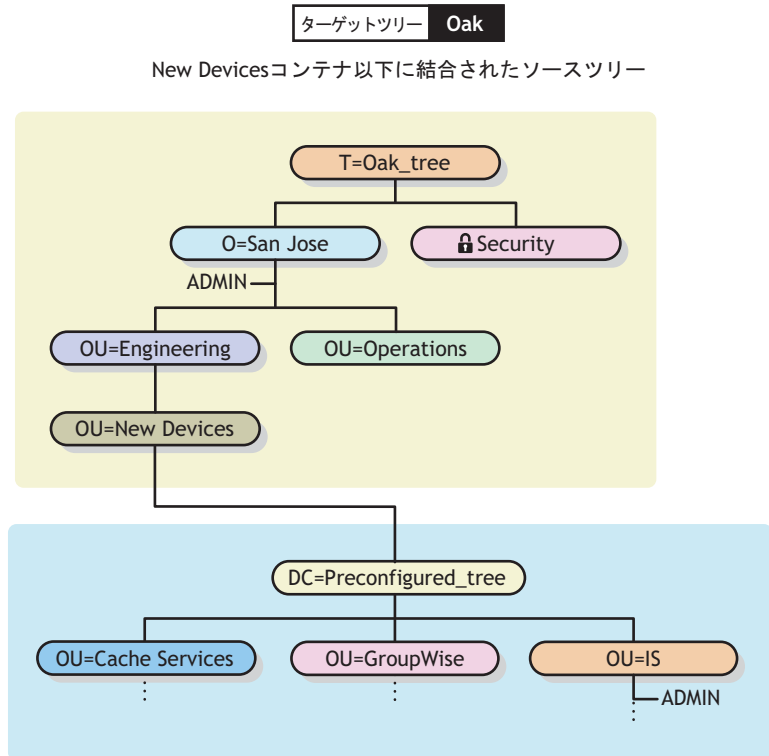 ターゲットツリー Oak
New Devicesコンテナ以下に結合されたソースツリー
T=Oak_tree
O=San Jose
Security
ADMIN
OU=Engineering
OU=Operations
OU=New Devices
DC=Preconfigured_tree
OU=Cache Services
OU=GroupWise
OU=IS
ADMIN